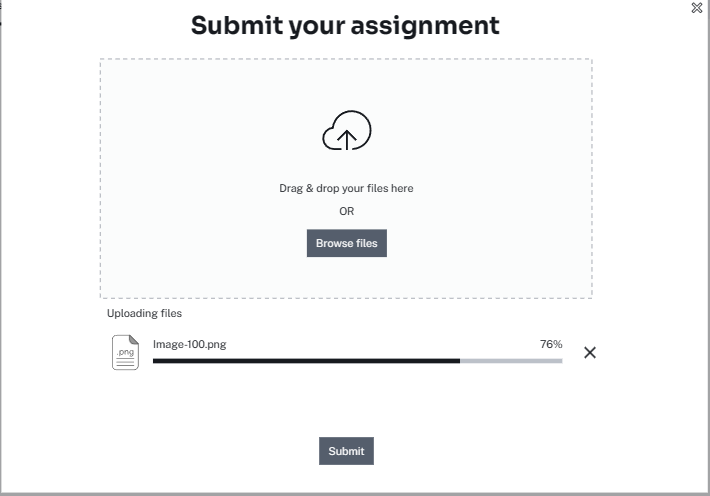 Submit your assignment
Drag & drop your files here
OR
Browse files
Uploading files
.png
Image-100.png
76%
Submit